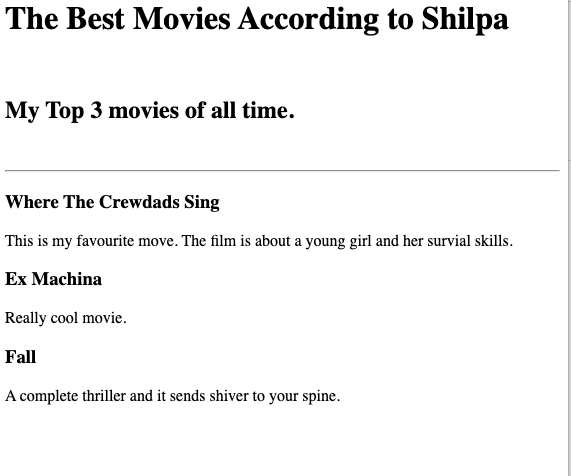 The Best Movies According to Shilpa
My Top 3 movies of all time.
Where The Crewdads Sing
This is my favourite move. The film is about a young girl and her survial skills.
Ex Machina
Really cool movie.
Fall
A complete thriller and it sends shiver to your spine.